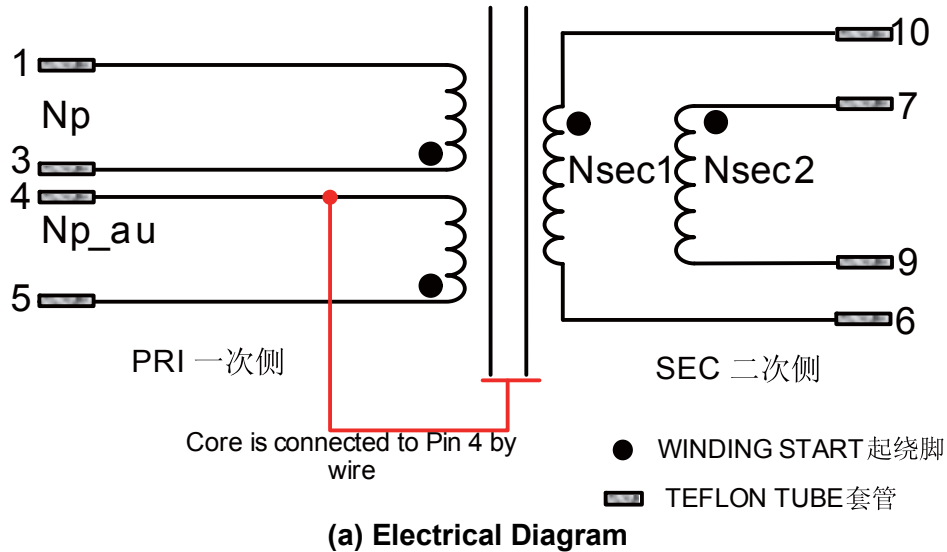 10
1
7
Np
3
Nsec1
Nsec2
4
Np_au
9
5
6
PRI 一次侧
SEC 二次侧
Core is connected to Pin 4 by
wire
WINDING START起绕脚
TEFLON TUBE套管
(a) Electrical Diagram